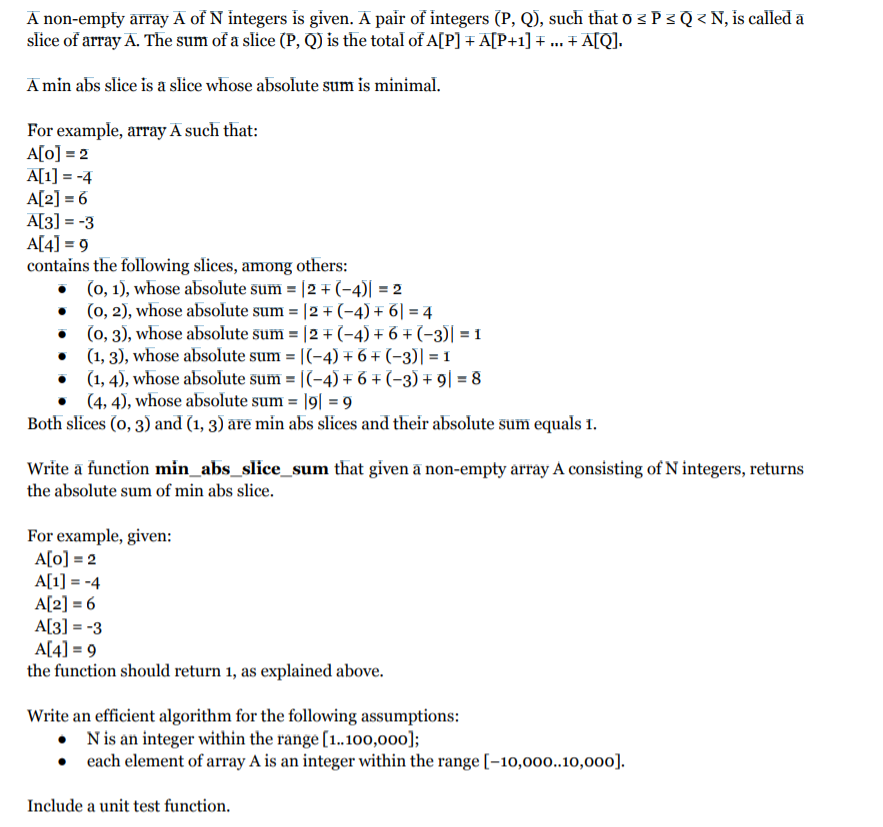 A non-empty array A of N integers is given. A pair of integers (P, Q), such that 0 ≤ P ≤ Q < N, is called a
slice of array A. The sum of a slice (P, Q) is the total of A[P] + A[P+1] + ... + A[Q].
A min abs slice is a slice whose absolute sum is minimal.
For example, array A such that:
A[0] = 2
A[1] = -4
A[2] = 6
A[3] = -3
A[4] = 9
contains the following slices, among others:
• (0, 1), whose absolute sum = |2 + (−4)| = 2
• (0, 2), whose absolute sum = |2 + (−4) + 6| = 4
• (0, 3), whose absolute sum = |2 + (−4) + 6 + (−3)| = 1
• (1, 3), whose absolute sum = |(−4) + 6 + (−3)| = 1
• (1, 4), whose absolute sum = |(−4) + 6 + (−3) + 9| = 8
• (4, 4), whose absolute sum = |9| = 9
Both slices (0, 3) and (1, 3) are min abs slices and their absolute sum equals 1.
Write a function min_abs_slice_sum that given a non-empty array A consisting of N integers, returns
the absolute sum of min abs slice.
For example, given:
A[0] = 2
A[1] = -4
A[2] = 6
A[3] = -3
A[4] = 9
the function should return 1, as explained above.
Write an efficient algorithm for the following assumptions:
• N is an integer within the range [1..100,000];
• each element of array A is an integer within the range [−10,000..10,000].
Include a unit test function.